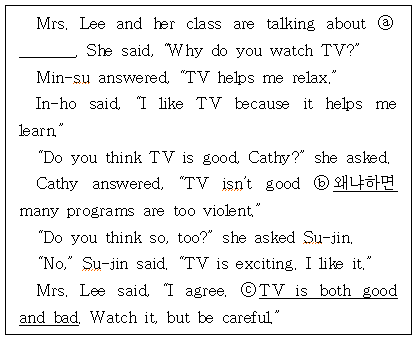 Mrs. Lee and her class are talking about ⓐ
________. She said, “Why do you watch TV?”
Min-su answered, “TV helps me relax.”
In-ho said, “I like TV because it helps me
learn.”
“Do you think TV is good, Cathy?” she asked.
Cathy answered, “TV isn’t good ⓑ왜냐하면
many programs are too violent.”
“Do you think so, too?” she asked Su-jin.
“No,” Su-jin said. “TV is exciting. I like it.”
Mrs. Lee said, “I agree. ⓒTV is both good
and bad. Watch it, but be careful.”